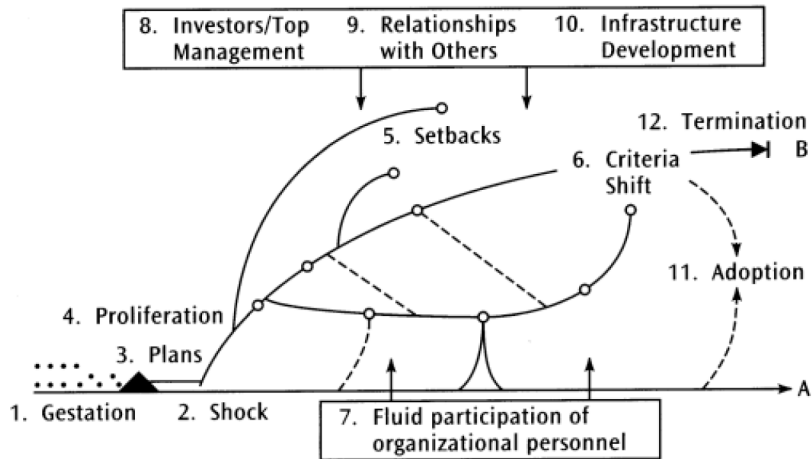 8. Investors/Top Management
9. Relationships with Others
10. Infrastructure Development
12. Termination
B
5. Setbacks
6. Criteria Shift
11. Adoption
4. Proliferation
3. Plans
A
1. Gestation
2. Shock
7. Fluid participation of organizational personnel